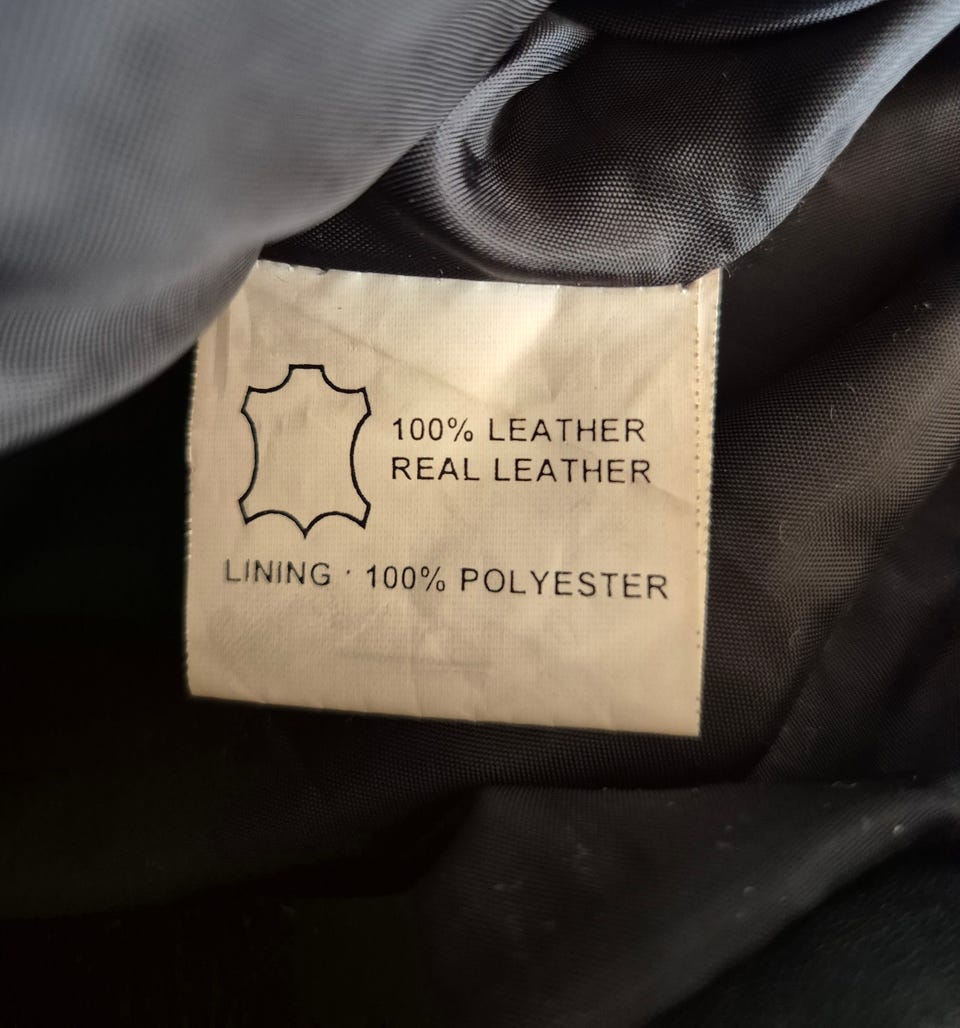 100% LEATHER
REAL LEATHER
LINING · 100% POLYESTER